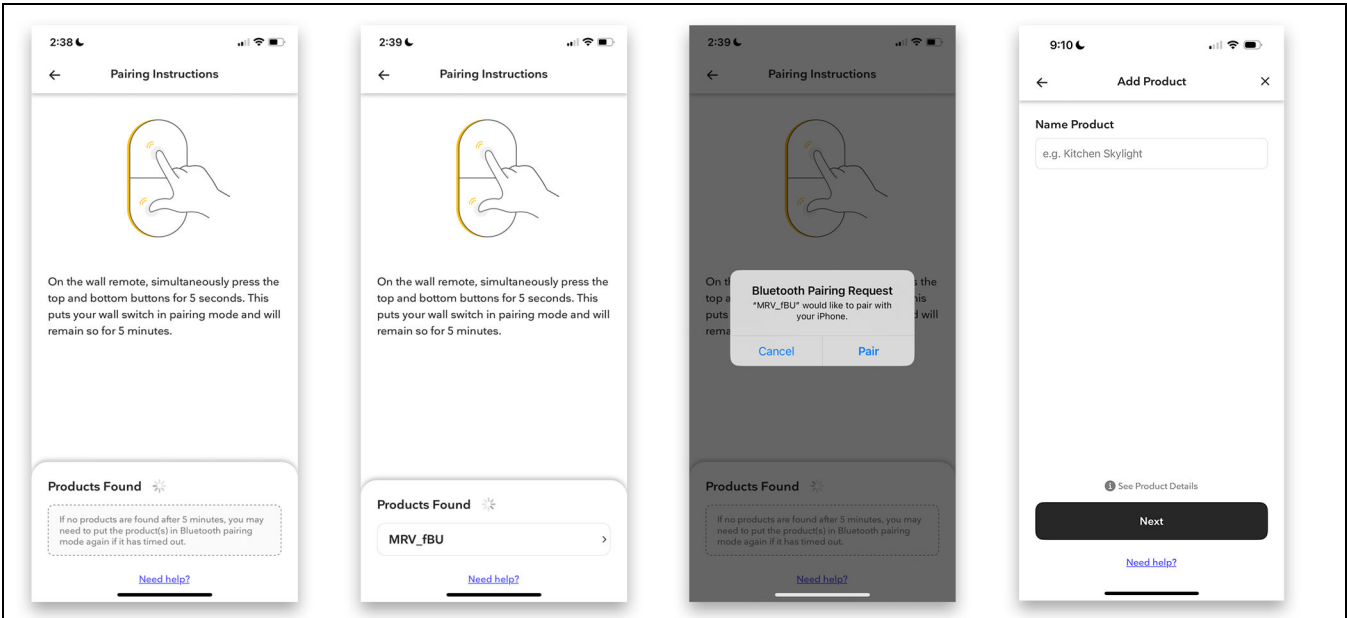 2:38
Pairing Instructions
On the wall remote, simultaneously press the
top and bottom buttons for 5 seconds. This
puts your wall switch in pairing mode and will
remain so for 5 minutes.
Products Found
If no products are found after 5 minutes, you may
need to put the product(s) in Bluetooth pairing
mode again if it has timed out.
Need help?
2:39
Pairing Instructions
On the wall remote, simultaneously press the
top and bottom buttons for 5 seconds. This
puts your wall switch in pairing mode and will
remain so for 5 minutes.
Products Found
MRV_fBU
Need help?
2:39
Pairing Instructions
On t s the
top a his
puts d will
rema
Bluetooth Pairing Request
"MRV_fBU" would like to pair with
your iPhone.
Cancel Pair
Products Found
If no products are found after 5 minutes, you may
need to put the product(s) in Bluetooth pairing
mode again if it has timed out.
Need help?
9:10
Add Product
Name Product
e.g. Kitchen Skylight
See Product Details
Next
Need help?